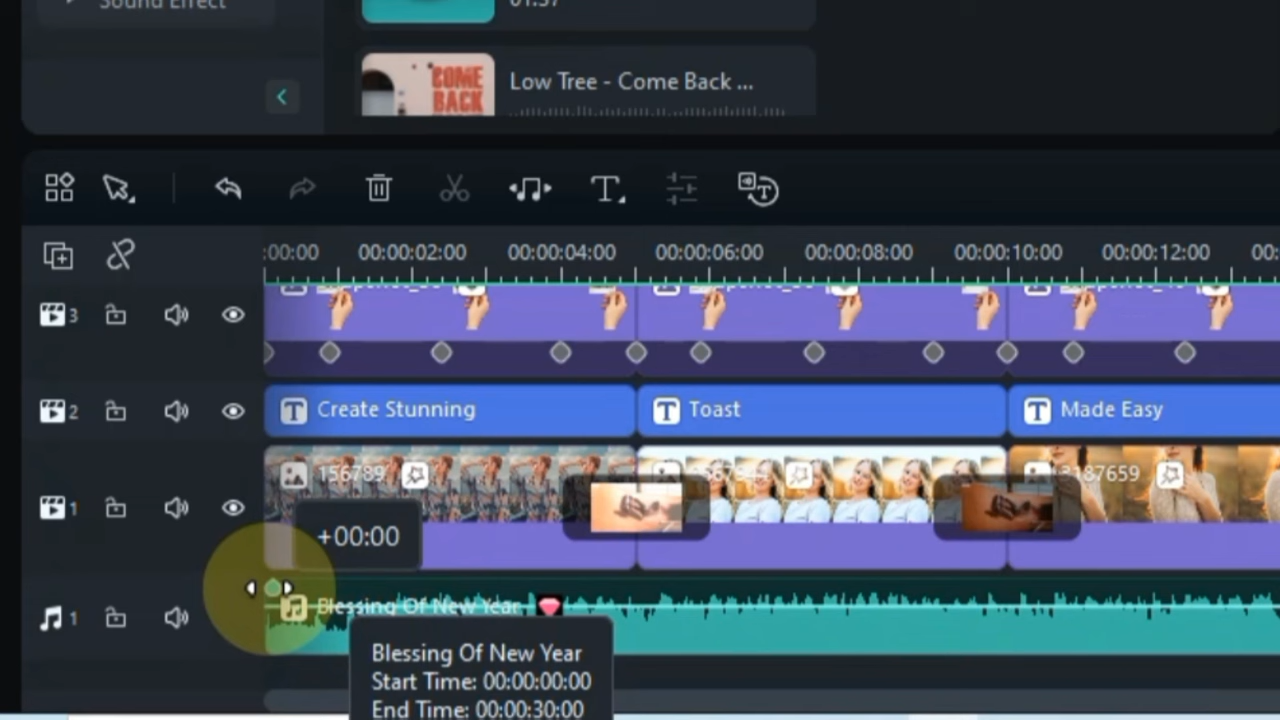 Sound Effect
01:37
COME
BACK
Low Tree - Come Back ...
:00:00 00:00:02:00 00:00:04:00 00:00:06:00 00:00:08:00 00:00:10:00 00:00:12:00 00:
3
2
T Create Stunning
T Toast
T Made Easy
156789
3187659
1
+00:00
1
Blessing Of New Year
Blessing Of New Year
Start Time: 00:00:00:00
End Time: 00:00:30:00